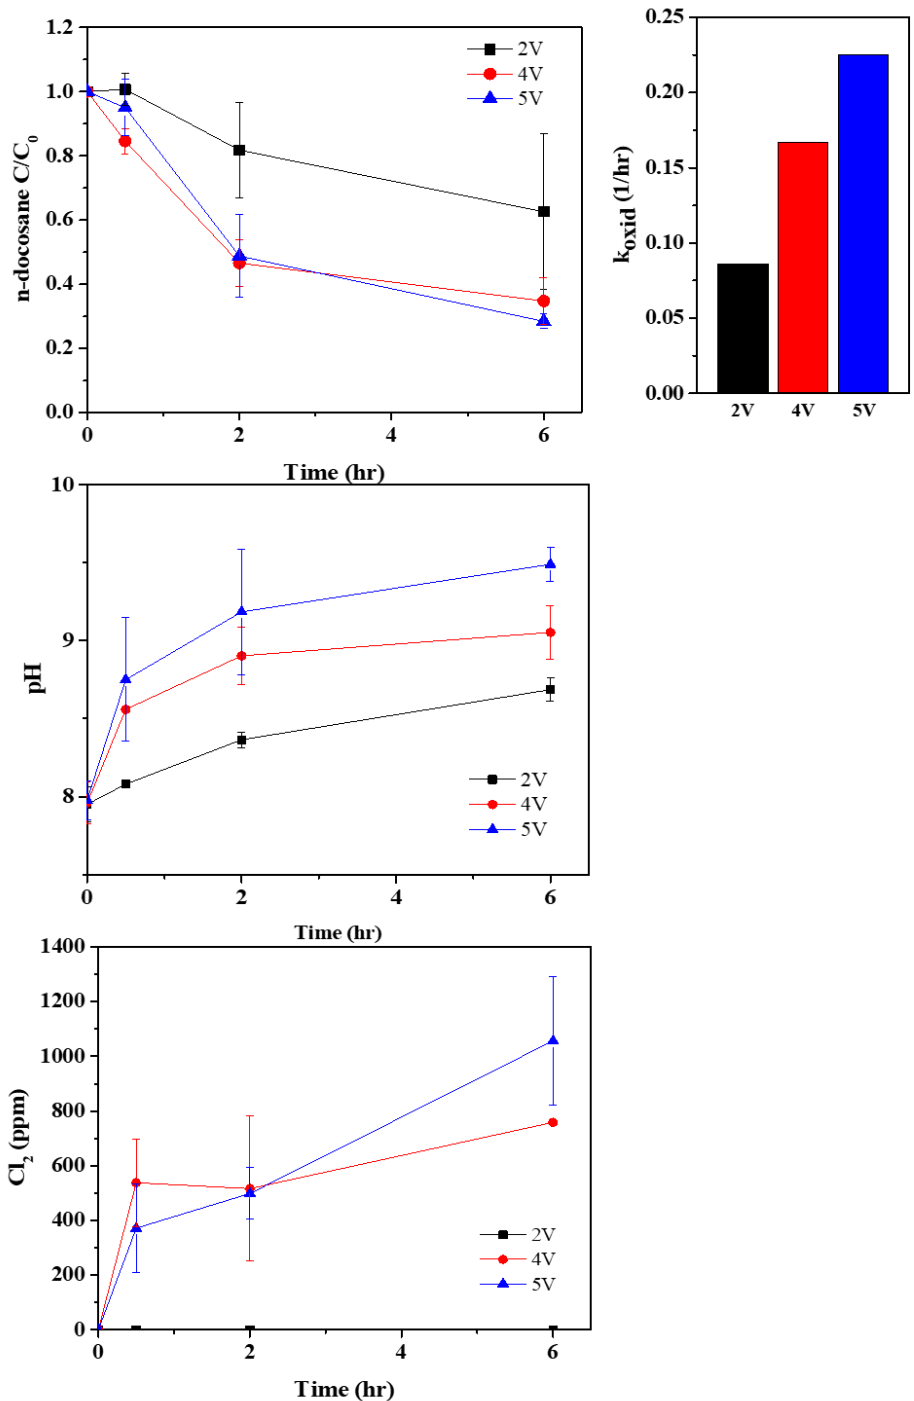 1.2
1.0
0.8
0.6
0.4
0.2
0.0
n-docosane C/C₀
2V
4V
5V
0 2 4 6
Time (hr)
0.25
0.20
0.15
0.10
0.05
0.00
k_oxid (1/hr)
2V 4V 5V
10
9
8
pH
2V
4V
5V
0 2 4 6
Time (hr)
1400
1200
1000
800
600
400
200
0
Cl₂ (ppm)
2V
4V
5V
0 2 4 6
Time (hr)